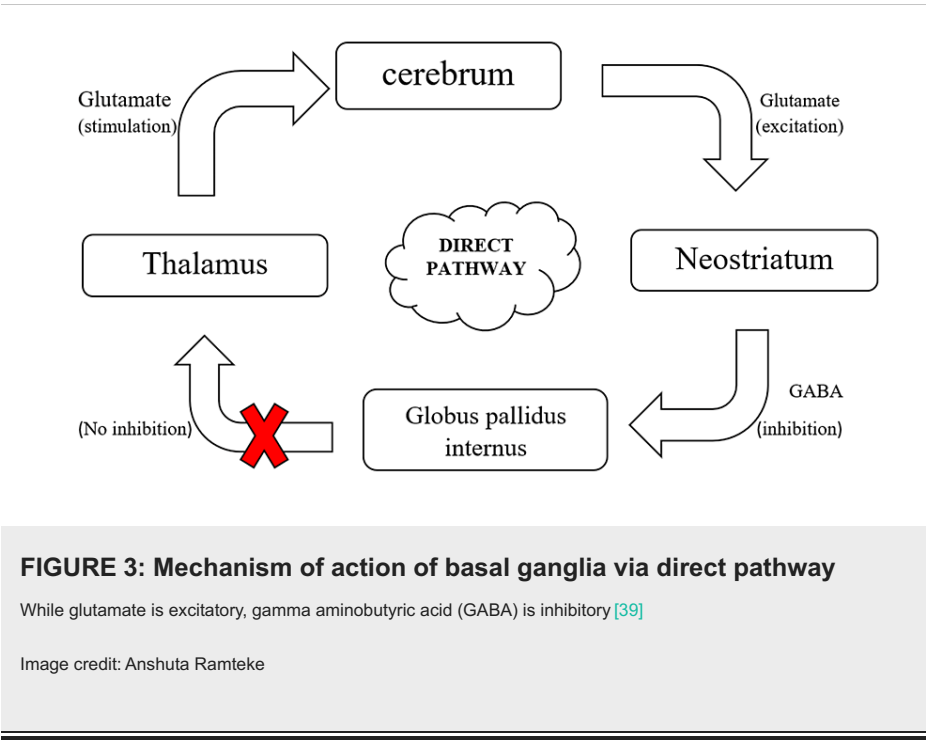 cerebrum
Glutamate
(stimulation)
Glutamate
(excitation)
DIRECT
PATHWAY
Thalamus
Neostriatum
GABA
(inhibition)
Globus pallidus
internus
(No inhibition)
FIGURE 3: Mechanism of action of basal ganglia via direct pathway
While glutamate is excitatory, gamma aminobutyric acid (GABA) is inhibitory [39]
Image credit: Anshuta Ramteke